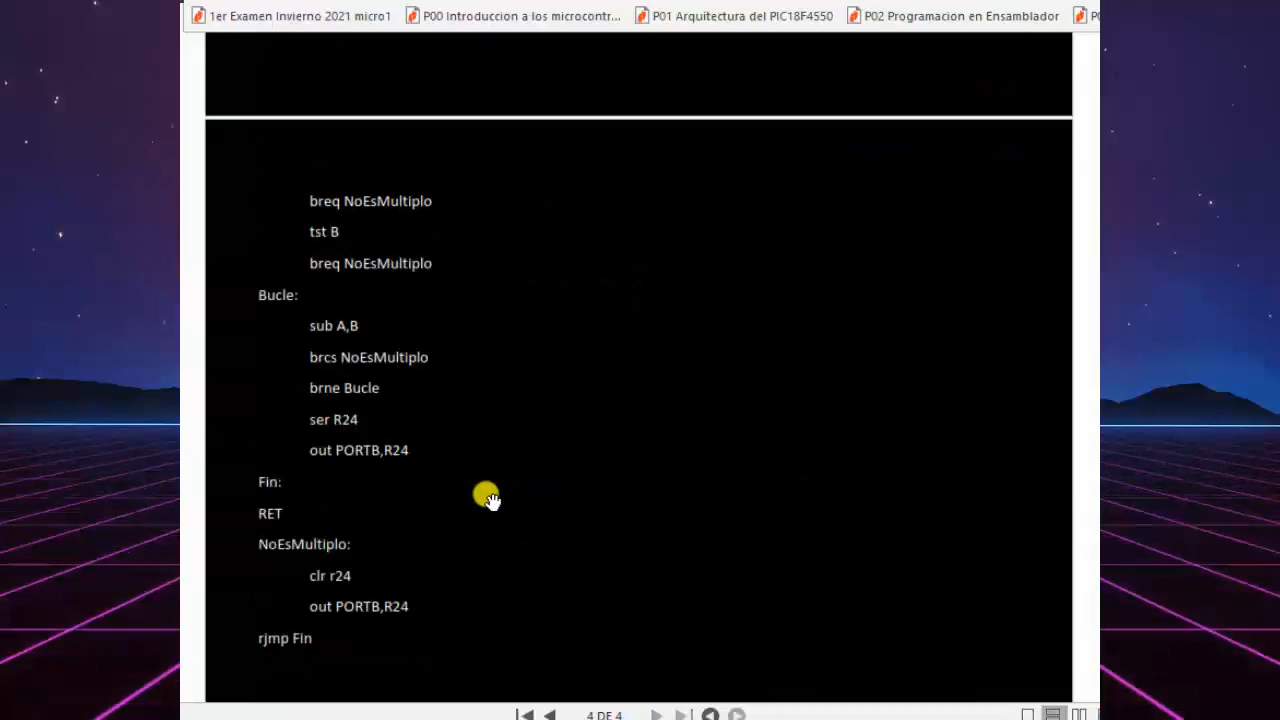 1er Examen Invierno 2021 micro1
P00 Introduccion a los microcontr...
P01 Arquitectura del PIC18F4550
P02 Programacion en Ensamblador
breq NoEsMultiplo
tst B
breq NoEsMultiplo
Bucle:
sub A,B
brcs NoEsMultiplo
brne Bucle
ser R24
out PORTB,R24
Fin:
RET
NoEsMultiplo:
clr r24
out PORTB,R24
rjmp Fin
4 DE 4